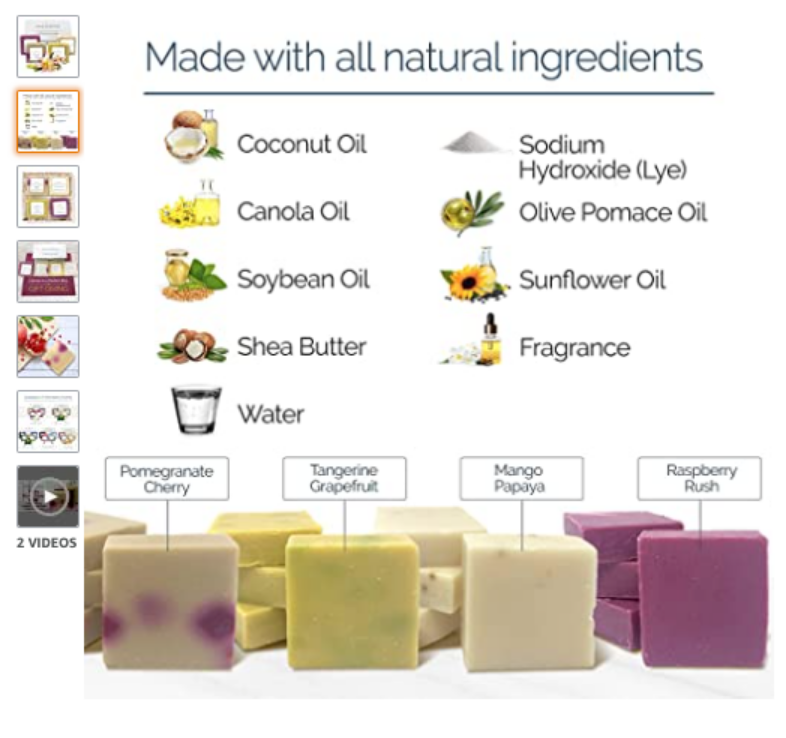 Made with all natural ingredients
Coconut Oil
Sodium
Hydroxide (Lye)
Canola Oil
Olive Pomace Oil
Soybean Oil
Sunflower Oil
Shea Butter
Fragrance
Water
Pomegranate
Cherry
Tangerine
Grapefruit
Mango
Papaya
Raspberry
Rush
2 VIDEOS